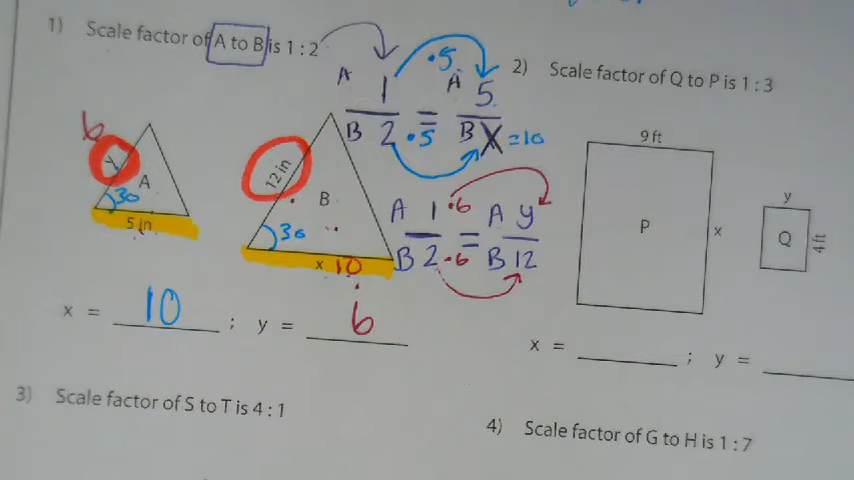 1) Scale factor of A to B is 1 : 2
A 1 / B 2 = A 5 / B X = 10
·5
·5
6
y
A
30
5 in
12 in
B
30
x 10
A 1 / B 2 = A y / B 12
·6
·6
x = 10 ; y = 6
2) Scale factor of Q to P is 1 : 3
9 ft
P
x
y
Q
4 ft
x = ______ ; y = ______
3) Scale factor of S to T is 4 : 1
4) Scale factor of G to H is 1 : 7